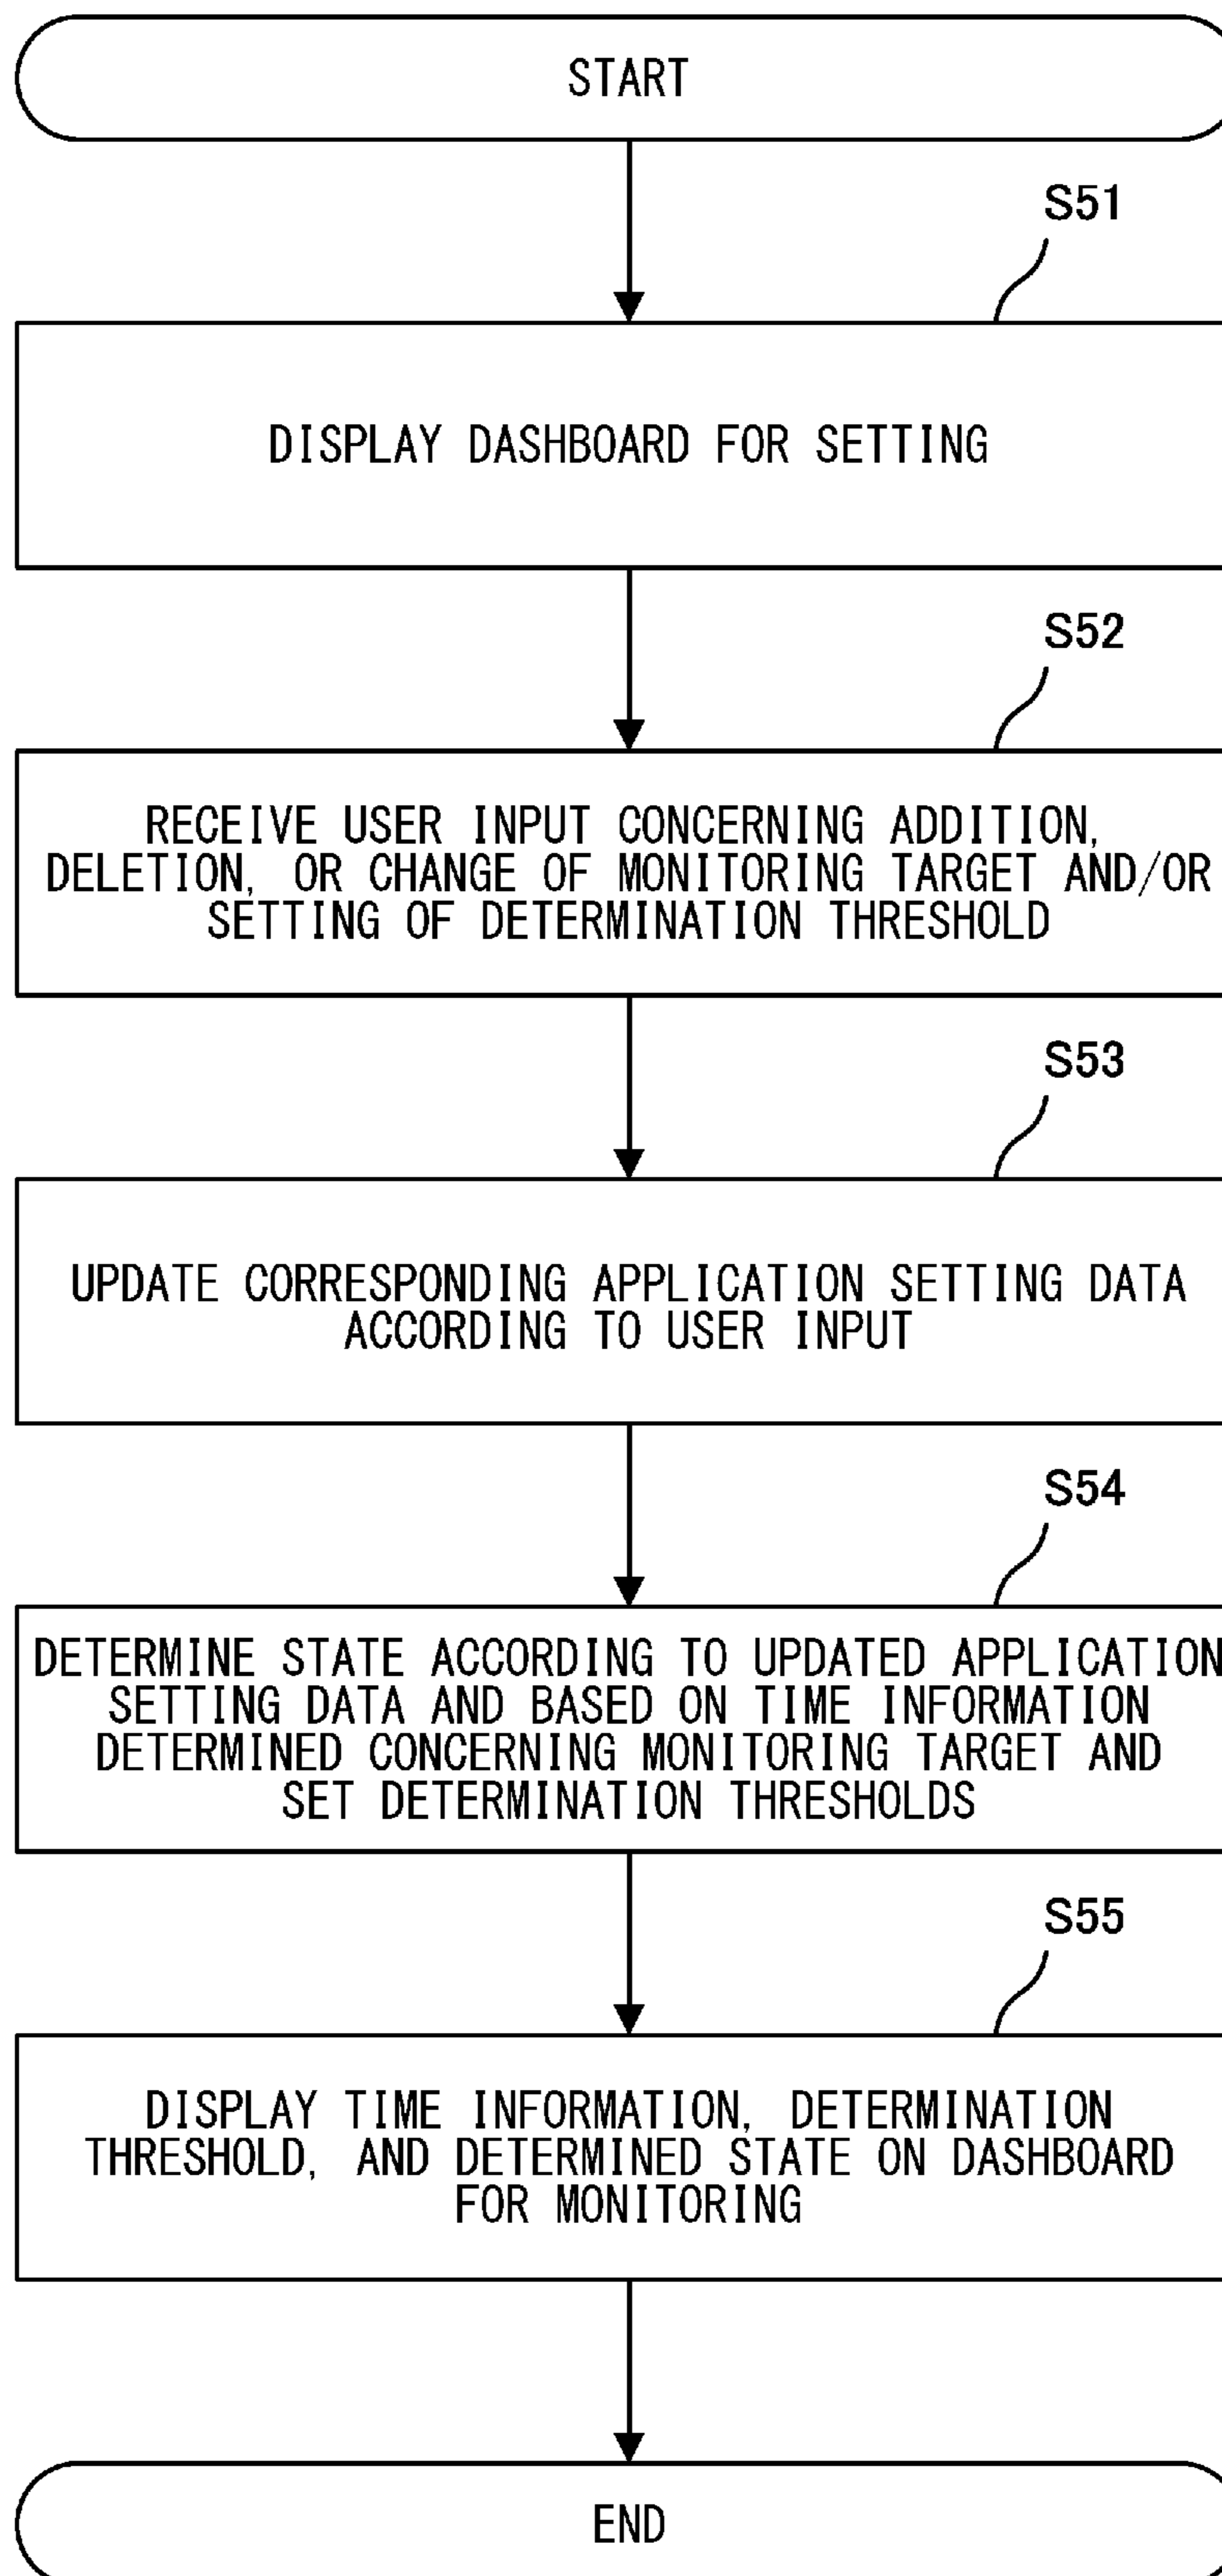 START
S51
DISPLAY DASHBOARD FOR SETTING
S52
RECEIVE USER INPUT CONCERNING ADDITION,
DELETION, OR CHANGE OF MONITORING TARGET AND/OR
SETTING OF DETERMINATION THRESHOLD
S53
UPDATE CORRESPONDING APPLICATION SETTING DATA
ACCORDING TO USER INPUT
S54
DETERMINE STATE ACCORDING TO UPDATED APPLICATION
SETTING DATA AND BASED ON TIME INFORMATION
DETERMINED CONCERNING MONITORING TARGET AND
SET DETERMINATION THRESHOLDS
S55
DISPLAY TIME INFORMATION, DETERMINATION
THRESHOLD, AND DETERMINED STATE ON DASHBOARD
FOR MONITORING
END